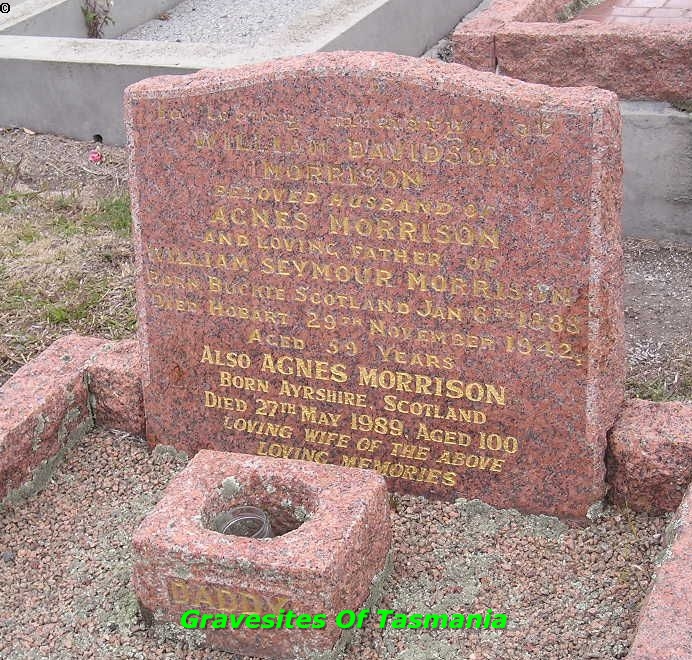 ©
In Loving Memory Of
WILLIAM DAVIDSON
MORRISON
BELOVED HUSBAND OF
AGNES MORRISON
AND LOVING FATHER OF
WILLIAM SEYMOUR MORRISON
BORN BUCKIE SCOTLAND JAN 6TH 1883
DIED HOBART 29TH NOVEMBER 1942,
AGED 59 YEARS
ALSO AGNES MORRISON
BORN AYRSHIRE SCOTLAND
DIED 27TH MAY 1989, AGED 100
LOVING WIFE OF THE ABOVE
LOVING MEMORIES
DADDY
Gravesites Of Tasmania